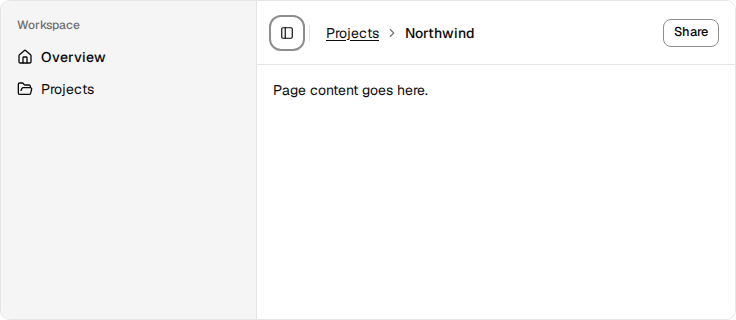 Workspace
Overview
Projects
Projects > Northwind
Share
Page content goes here.